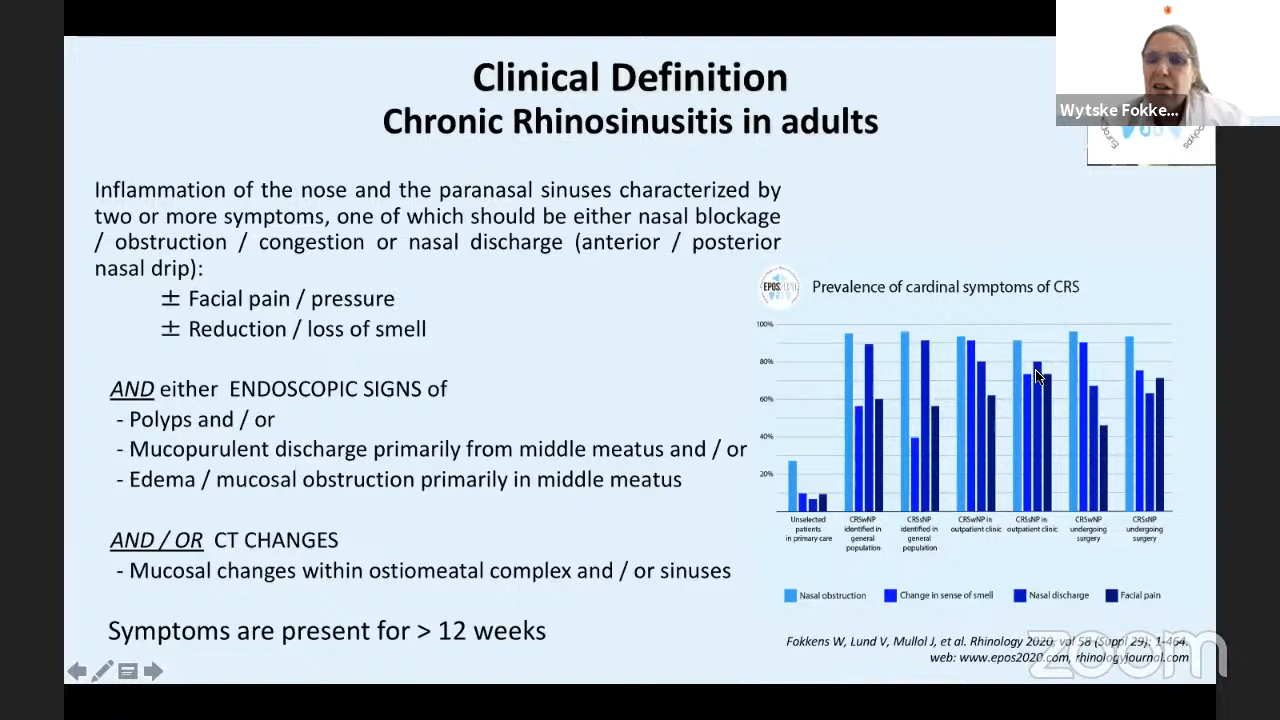 Clinical Definition
Chronic Rhinosinusitis in adults
Wytske Fokke...
Inflammation of the nose and the paranasal sinuses characterized by
two or more symptoms, one of which should be either nasal blockage
/ obstruction / congestion or nasal discharge (anterior / posterior
nasal drip):
± Facial pain / pressure
± Reduction / loss of smell
AND either ENDOSCOPIC SIGNS of
- Polyps and / or
- Mucopurulent discharge primarily from middle meatus and / or
- Edema / mucosal obstruction primarily in middle meatus
AND / OR CT CHANGES
- Mucosal changes within ostiomeatal complex and / or sinuses
Symptoms are present for > 12 weeks
EPOS2020
Prevalence of cardinal symptoms of CRS
100%
80%
60%
40%
20%
Unselected
patients
in primary care
CRSwNP
identified in
general
population
CRSsNP
identified in
general
population
CRSwNP in
outpatient clinic
CRSsNP in
outpatient clinic
CRSwNP
undergoing
surgery
CRSsNP
undergoing
surgery
Nasal obstruction
Change in sense of smell
Nasal discharge
Facial pain
Fokkens W, Lund V, Mullol J, et al. Rhinology 2020, vol 58 (Suppl 29): 1-464.
web: www.epos2020.com, rhinologyjournal.com
zoom